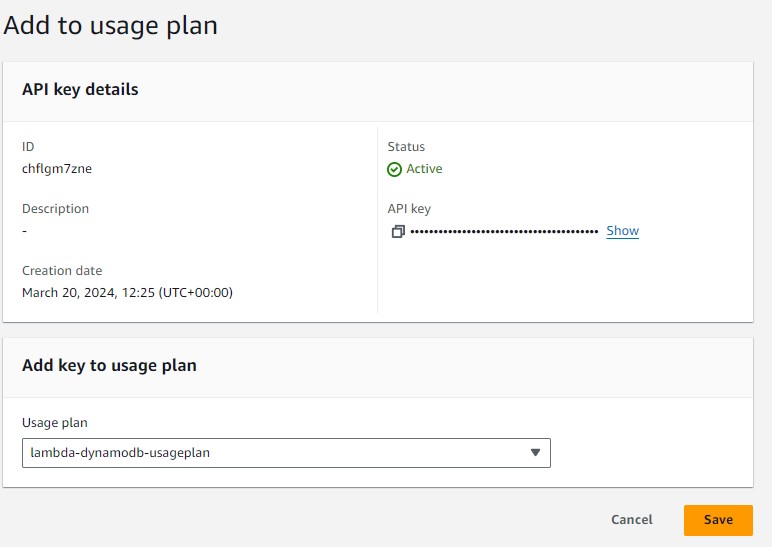 Add to usage plan
API key details
ID
chflgm7zne
Status
Active
Description
-
API key
•••••••••••••••••••••••••••••••••••••••• Show
Creation date
March 20, 2024, 12:25 (UTC+00:00)
Add key to usage plan
Usage plan
lambda-dynamodb-usageplan
Cancel
Save